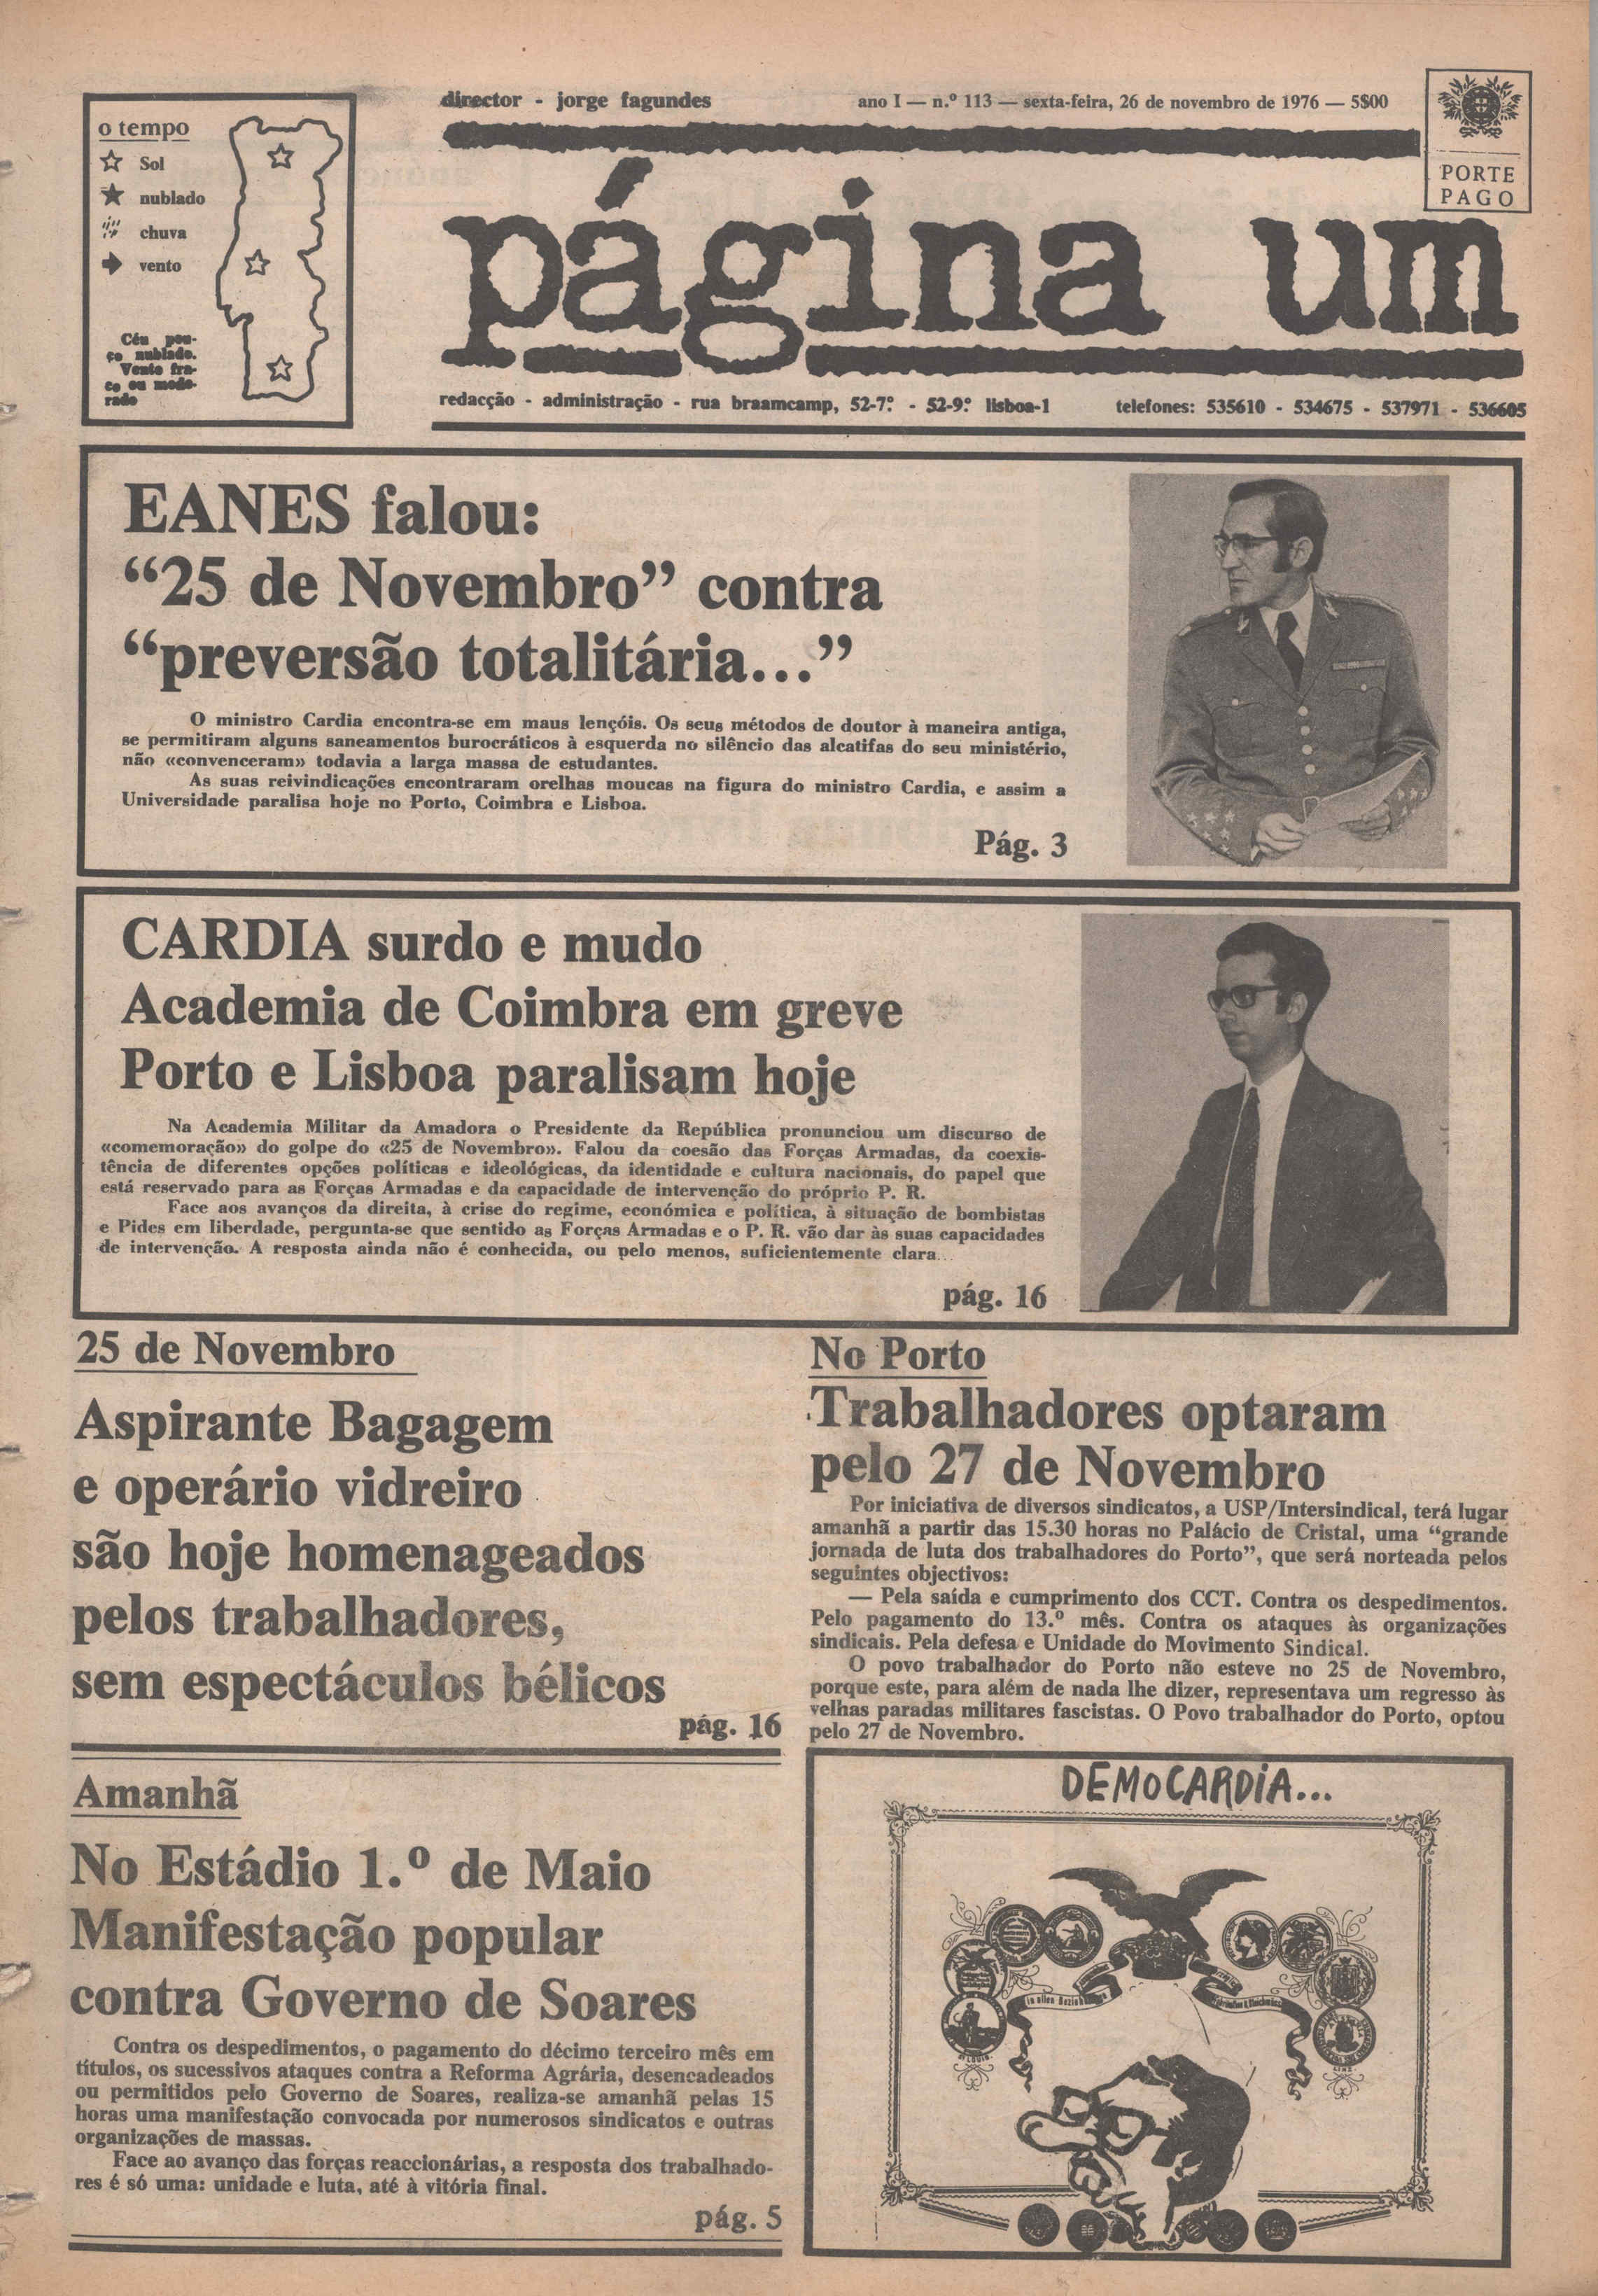 director - jorge fagundes
ano I — n.º 113 — sexta-feira, 26 de novembro de 1976 — 5$00
PORTE
PAGO
o tempo
Sol
nublado
chuva
vento
Céu pou-
co nublado.
Vento fra-
co ou mode-
rado
página um
redacção - administração - rua braamcamp, 52-7º - 52-9º lisboa-1
telefones: 535610 - 534675 - 537971 - 536605
EANES falou:
“25 de Novembro” contra
“preversão totalitária...”
O ministro Cardia encontra-se em maus lençóis. Os seus métodos de doutor à maneira antiga,
se permitiram alguns saneamentos burocráticos à esquerda no silêncio das alcatifas do seu ministério,
não «convenceram» todavia a larga massa de estudantes.
As suas reivindicações encontraram orelhas moucas na figura do ministro Cardia, e assim a
Universidade paralisa hoje no Porto, Coimbra e Lisboa.
Pág. 3
CARDIA surdo e mudo
Academia de Coimbra em greve
Porto e Lisboa paralisam hoje
Na Academia Militar da Amadora o Presidente da República pronunciou um discurso de
«comemoração» do golpe do «25 de Novembro». Falou da coesão das Forças Armadas, da coexis-
tência de diferentes opções políticas e ideológicas, da identidade e cultura nacionais, do papel que
está reservado para as Forças Armadas e da capacidade de intervenção do próprio P. R.
Face aos avanços da direita, à crise do regime, económica e política, à situação de bombistas
e Pides em liberdade, pergunta-se que sentido as Forças Armadas e o P. R. vão dar às suas capacidades
de intervenção. A resposta ainda não é conhecida, ou pelo menos, suficientemente clara...
pág. 16
25 de Novembro
Aspirante Bagagem
e operário vidreiro
são hoje homenageados
pelos trabalhadores,
sem espectáculos bélicos
pág. 16
No Porto
Trabalhadores optaram
pelo 27 de Novembro
Por iniciativa de diversos sindicatos, a USP/Intersindical, terá lugar
amanhã a partir das 15.30 horas no Palácio de Cristal, uma “grande
jornada de luta dos trabalhadores do Porto”, que será norteada pelos
seguintes objectivos:
— Pela saída e cumprimento dos CCT. Contra os despedimentos.
Pelo pagamento do 13.º mês. Contra os ataques às organizações
sindicais. Pela defesa e Unidade do Movimento Sindical.
O povo trabalhador do Porto não esteve no 25 de Novembro,
porque este, para além de nada lhe dizer, representava um regresso às
velhas paradas militares fascistas. O Povo trabalhador do Porto, optou
pelo 27 de Novembro.
Amanhã
No Estádio 1.º de Maio
Manifestação popular
contra Governo de Soares
Contra os despedimentos, o pagamento do décimo terceiro mês em
títulos, os sucessivos ataques contra a Reforma Agrária, desencadeados
ou permitidos pelo Governo de Soares, realiza-se amanhã pelas 15
horas uma manifestação convocada por numerosos sindicatos e outras
organizações de massas.
Face ao avanço das forças reaccionárias, a resposta dos trabalhado-
res é só uma: unidade e luta, até à vitória final.
pág. 5
DEMOCARDIA...
in allen
LINZ